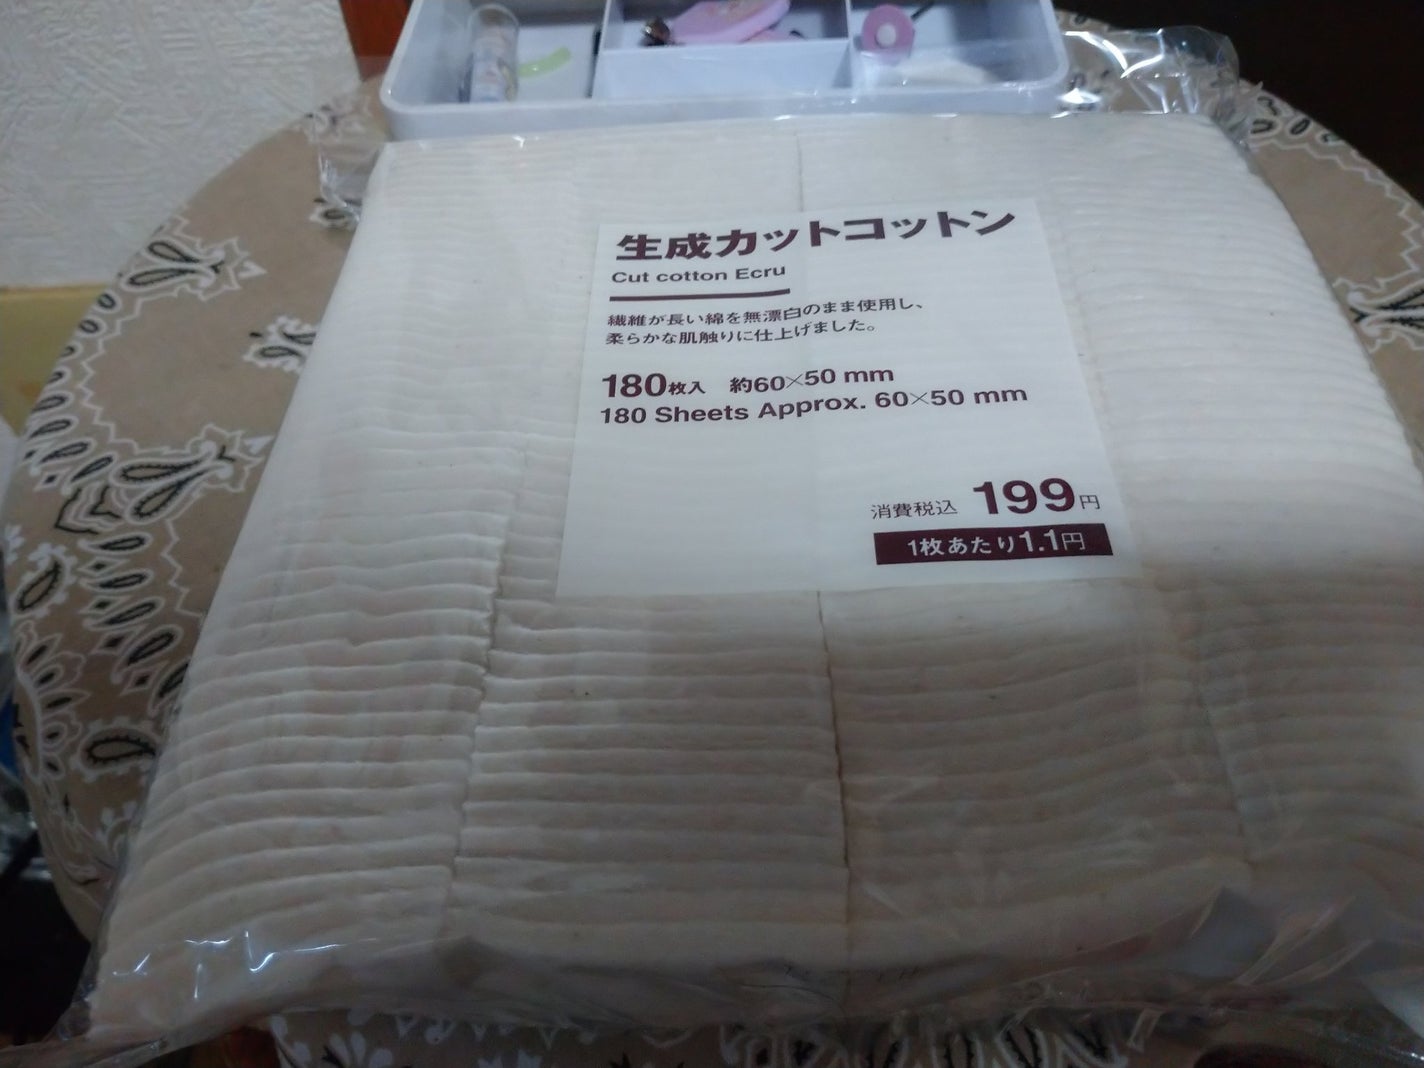 生成カットコットン
Cut cotton Ecru
繊維が長い綿を無漂白のまま使用し、
柔らかな肌触りに仕上げました。
180枚入 約60×50 mm
180 Sheets Approx. 60×50 mm
消費税込 199円
1枚あたり1.1円